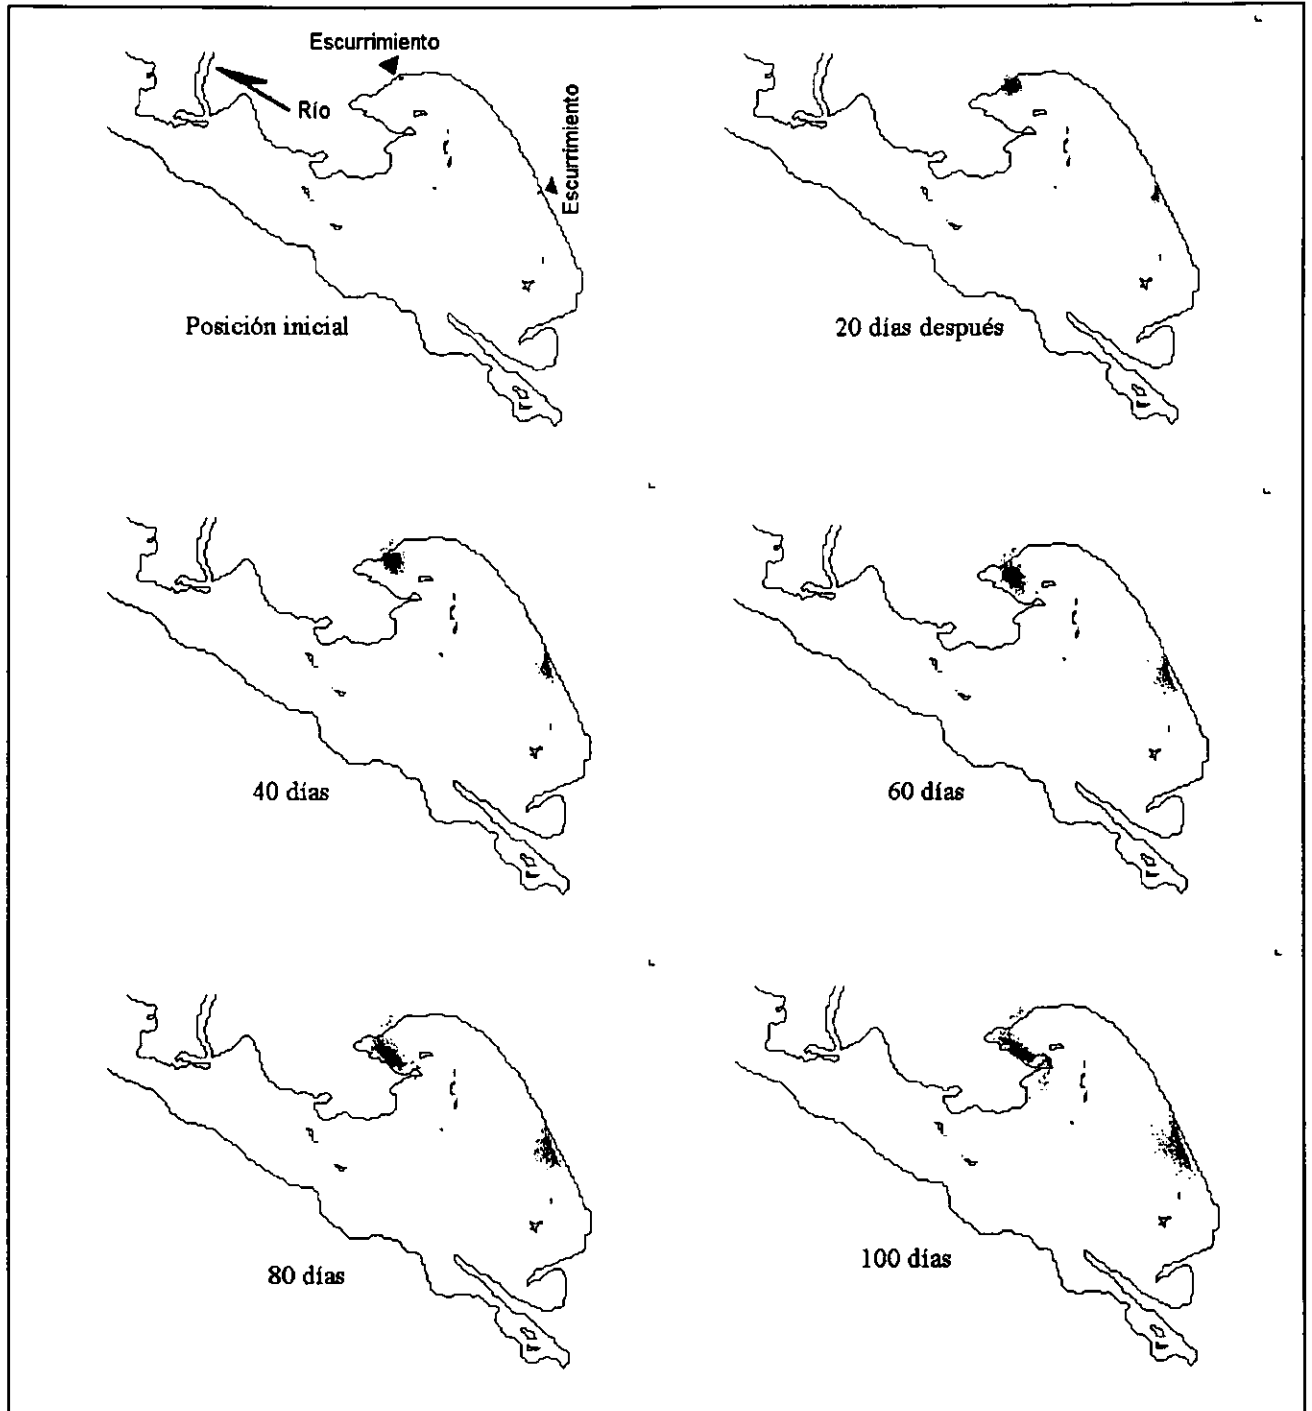 Escurrimiento
Río
Escurrimiento
Posición inicial
20 días después
40 días
60 días
80 días
100 días